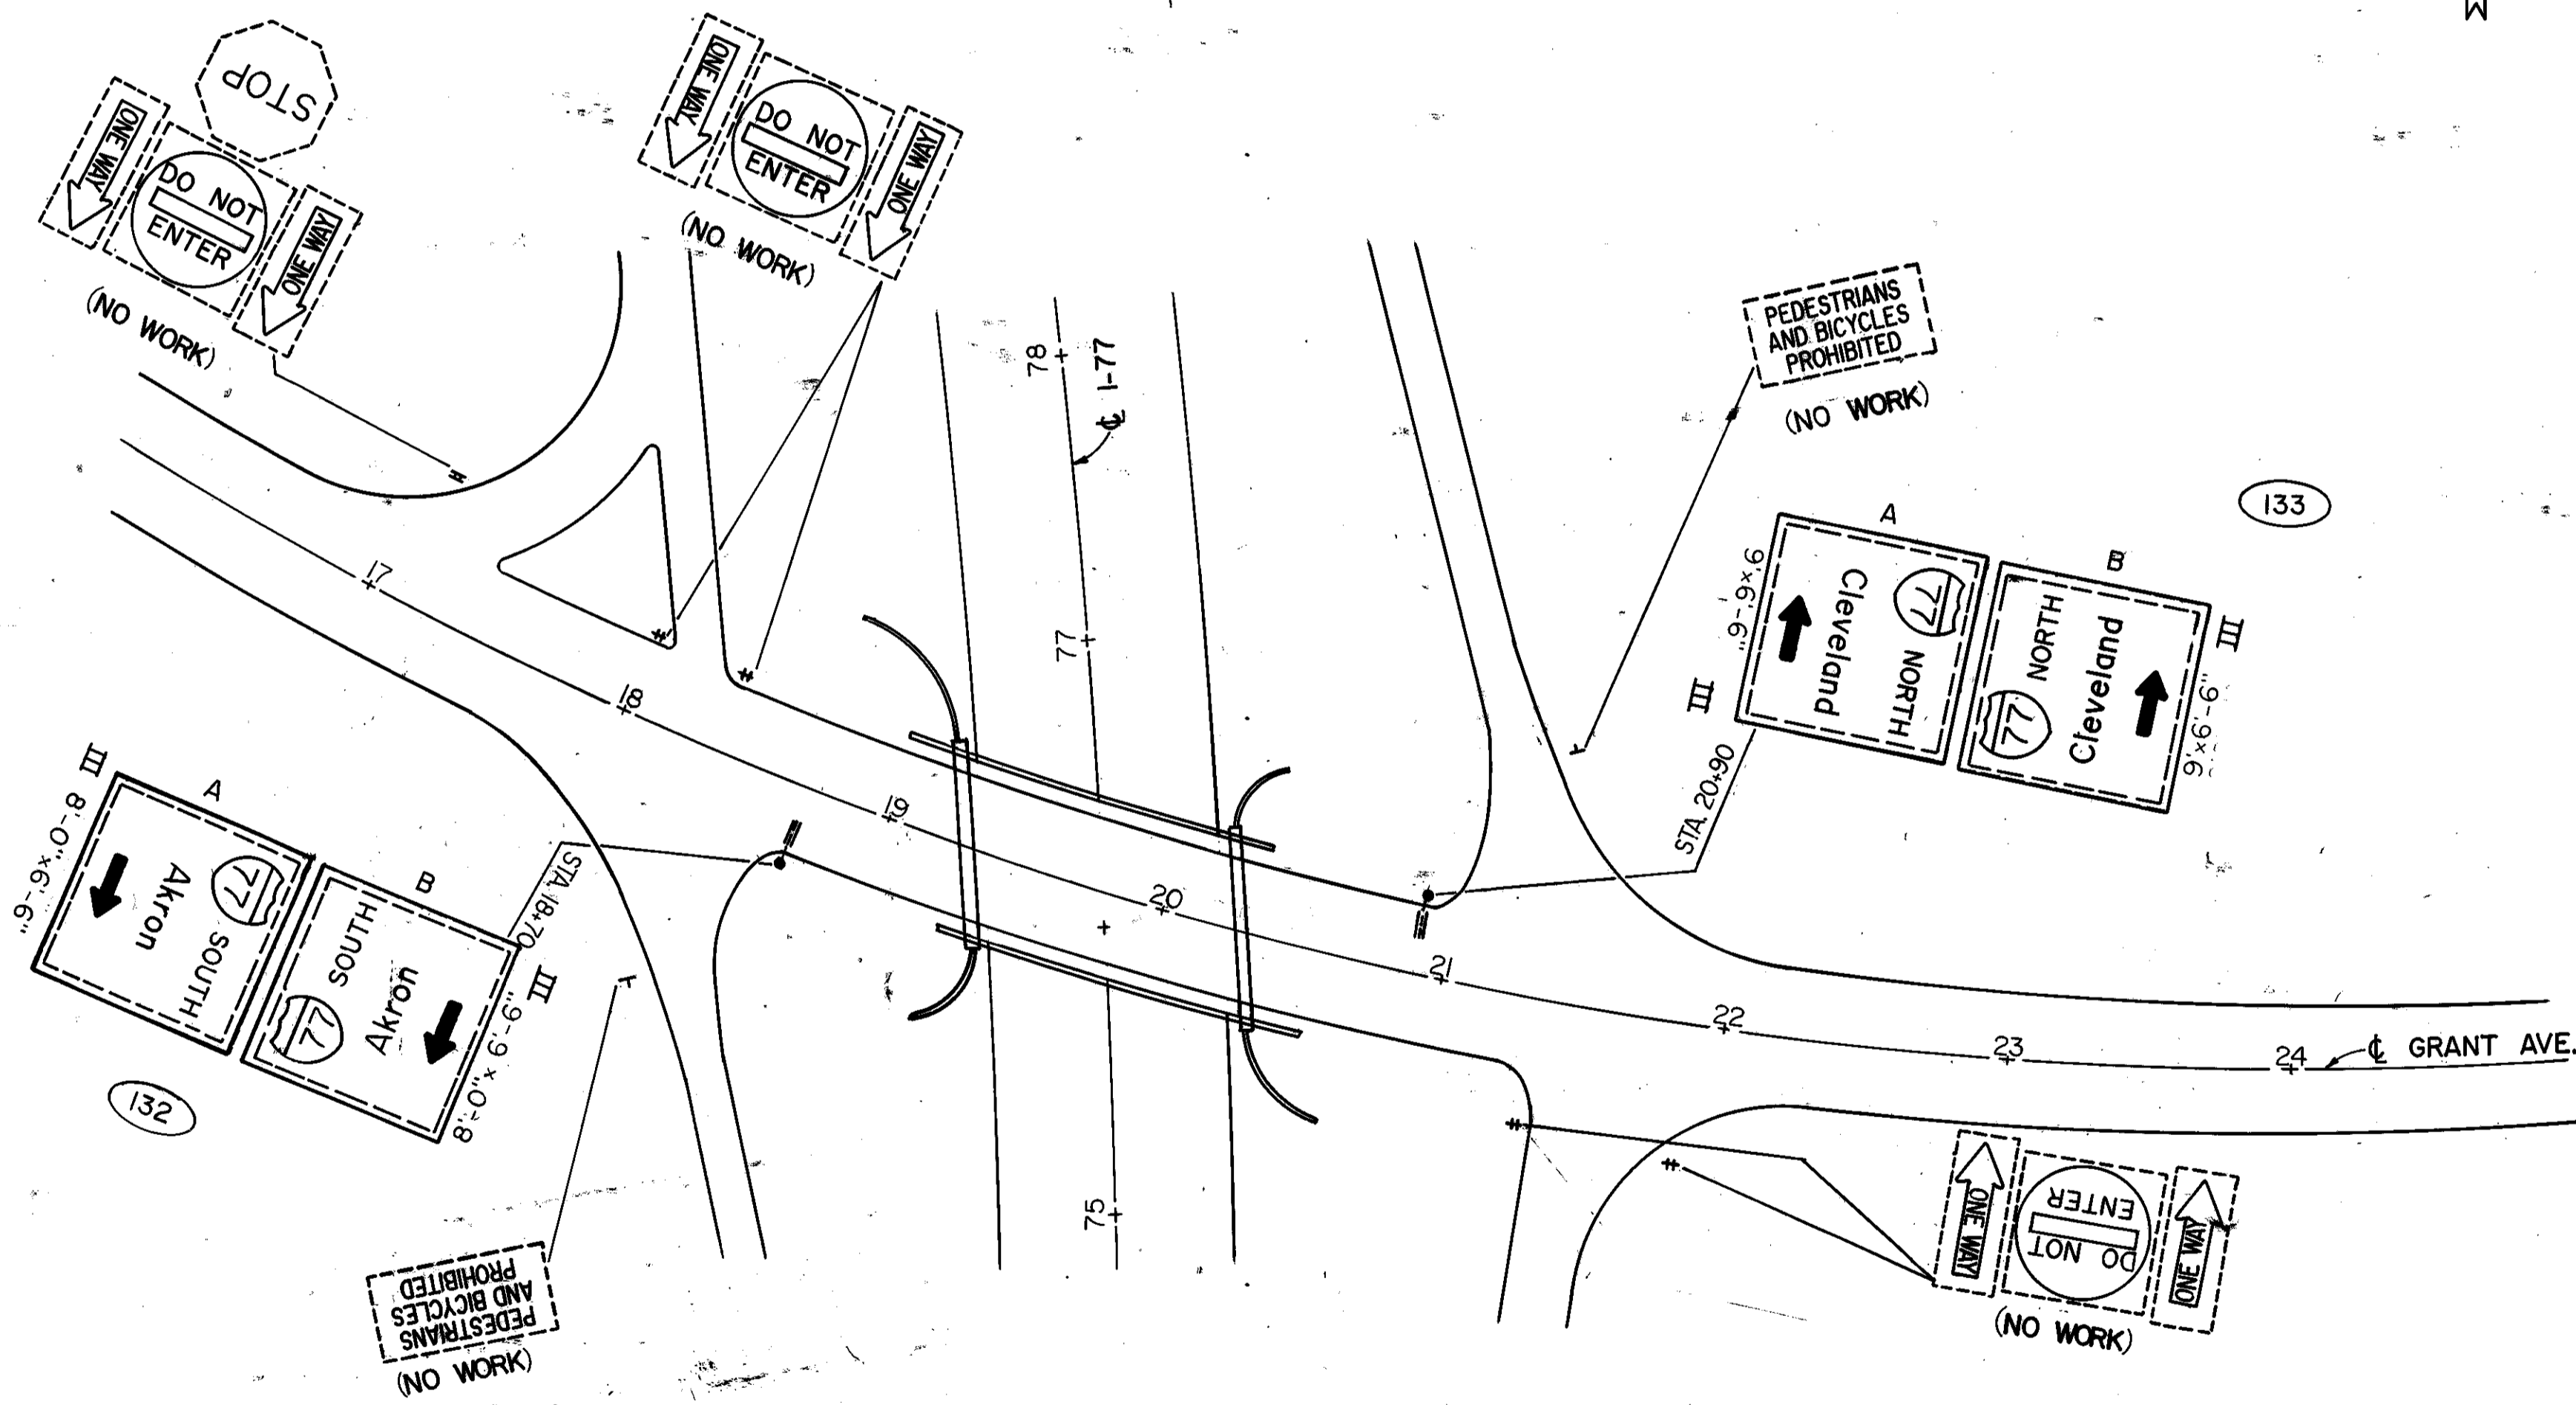 STOP
ONE WAY
DO NOT
ENTER
ONE WAY
(NO WORK)
ONE WAY
DO NOT
ENTER
ONE WAY
(NO WORK)
78
℄ I-77
77
75
PEDESTRIANS
AND BICYCLES
PROHIBITED
(NO WORK)
133
A
9'x6'-6"
III
77 NORTH
Cleveland
B
III
77 NORTH
Cleveland
9'x6'-6"
STA. 20+90
17
18
19
20
21
22
23
24
℄ GRANT AVE.
III
A
8'-0"x6'-6"
77 SOUTH
Akron
B
77 SOUTH
Akron
III
8'-0" x 6'-6"
STA. 18+70
132
PEDESTRIANS
AND BICYCLES
PROHIBITED
(NO WORK)
ONE WAY
DO NOT
ENTER
ONE WAY
(NO WORK)